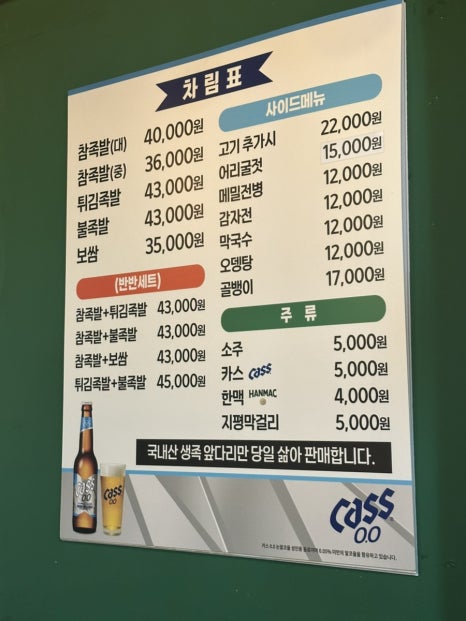 차림표
참족발(대) 40,000원
참족발(중) 36,000원
튀김족발 43,000원
불족발 43,000원
보쌈 35,000원
(반반세트)
참족발+튀김족발 43,000원
참족발+불족발 43,000원
참족발+보쌈 43,000원
튀김족발+불족발 45,000원
사이드메뉴
고기 추가시 22,000원
어리굴젓 15,000원
메밀전병 12,000원
감자전 12,000원
막국수 12,000원
오뎅탕 12,000원
골뱅이 17,000원
주 류
소주 5,000원
카스 Cass 5,000원
한맥 HANMAC 4,000원
지평막걸리 5,000원
국내산 생족 앞다리만 당일 삶아 판매합니다.
Cass
0.0
Cass
0.0
Cass
0.0